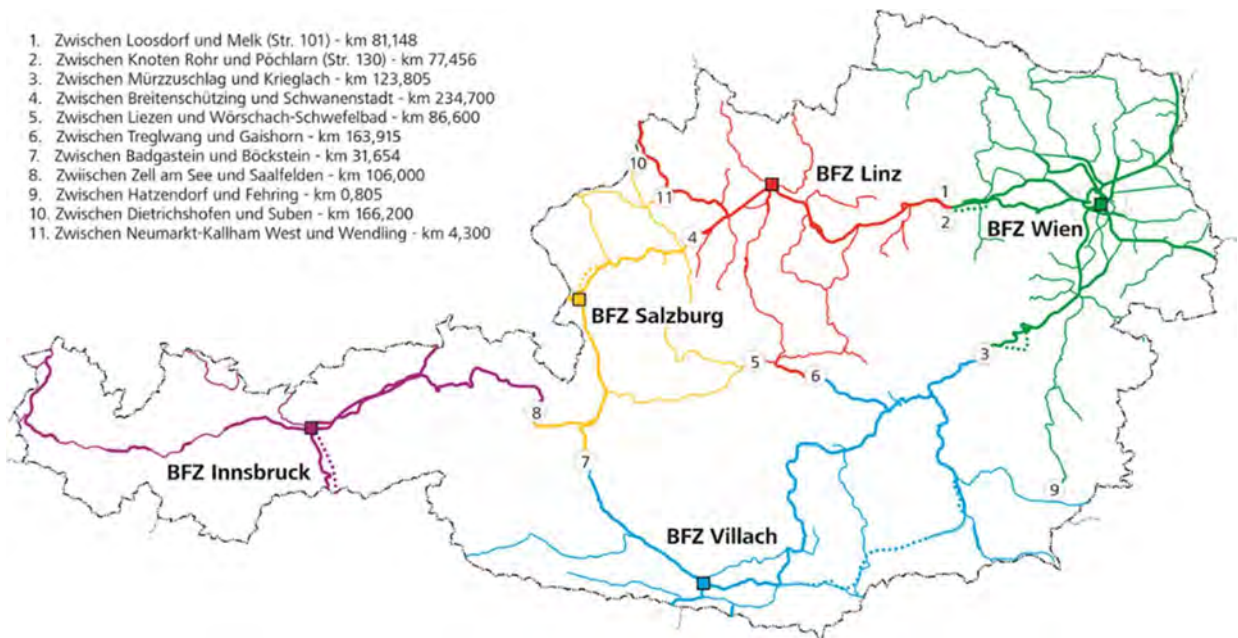 1. Zwischen Loosdorf und Melk (Str. 101) - km 81,148
2. Zwischen Knoten Rohr und Pöchlarn (Str. 130) - km 77,456
3. Zwischen Mürzzuschlag und Krieglach - km 123,805
4. Zwischen Breitenschützing und Schwanenstadt - km 234,700
5. Zwischen Liezen und Wörschach-Schwefelbad - km 86,600
6. Zwischen Treglwang und Gaishorn - km 163,915
7. Zwischen Badgastein und Böckstein - km 31,654
8. Zwiischen Zell am See und Saalfelden - km 106,000
9. Zwischen Hatzendorf und Fehring - km 0,805
10. Zwischen Dietrichshofen und Suben - km 166,200
11. Zwischen Neumarkt-Kallham West und Wendling - km 4,300
10
11
BFZ Linz
1
2
BFZ Wien
4
BFZ Salzburg
3
5
6
8
BFZ Innsbruck
7
9
BFZ Villach